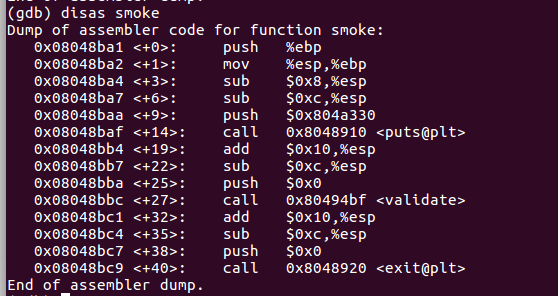 (gdb) disas smoke
Dump of assembler code for function smoke:
0x08048ba1 <+0>: push %ebp
0x08048ba2 <+1>: mov %esp,%ebp
0x08048ba4 <+3>: sub $0x8,%esp
0x08048ba7 <+6>: sub $0xc,%esp
0x08048baa <+9>: push $0x804a330
0x08048baf <+14>: call 0x8048910 <puts@plt>
0x08048bb4 <+19>: add $0x10,%esp
0x08048bb7 <+22>: sub $0xc,%esp
0x08048bba <+25>: push $0x0
0x08048bbc <+27>: call 0x80494bf <validate>
0x08048bc1 <+32>: add $0x10,%esp
0x08048bc4 <+35>: sub $0xc,%esp
0x08048bc7 <+38>: push $0x0
0x08048bc9 <+40>: call 0x8048920 <exit@plt>
End of assembler dump.